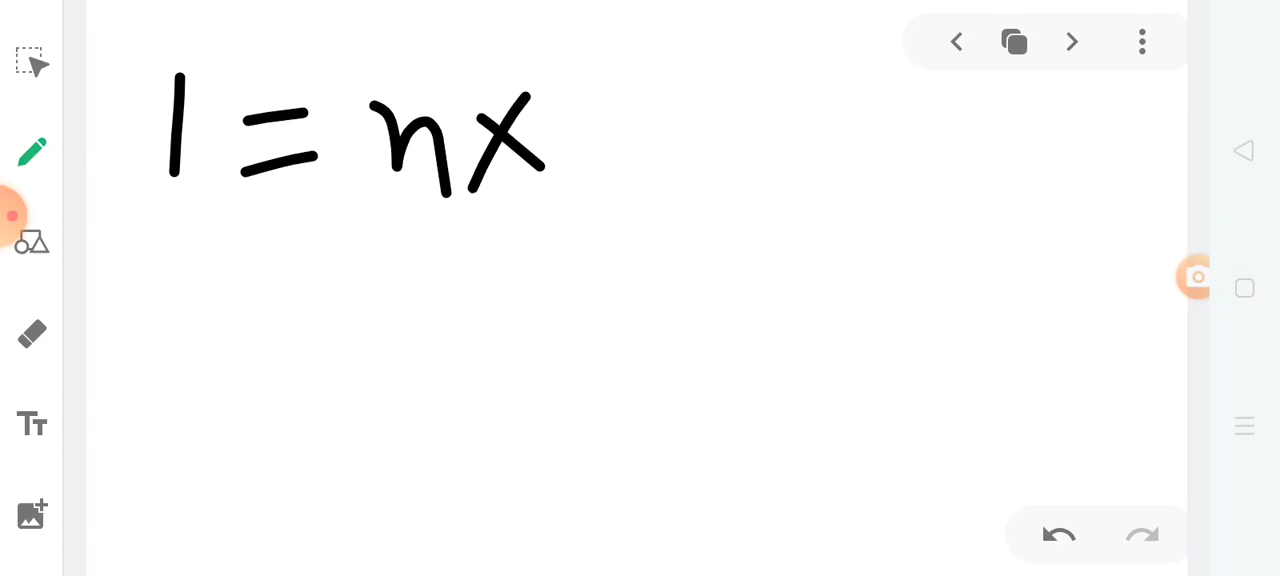 1 = nx